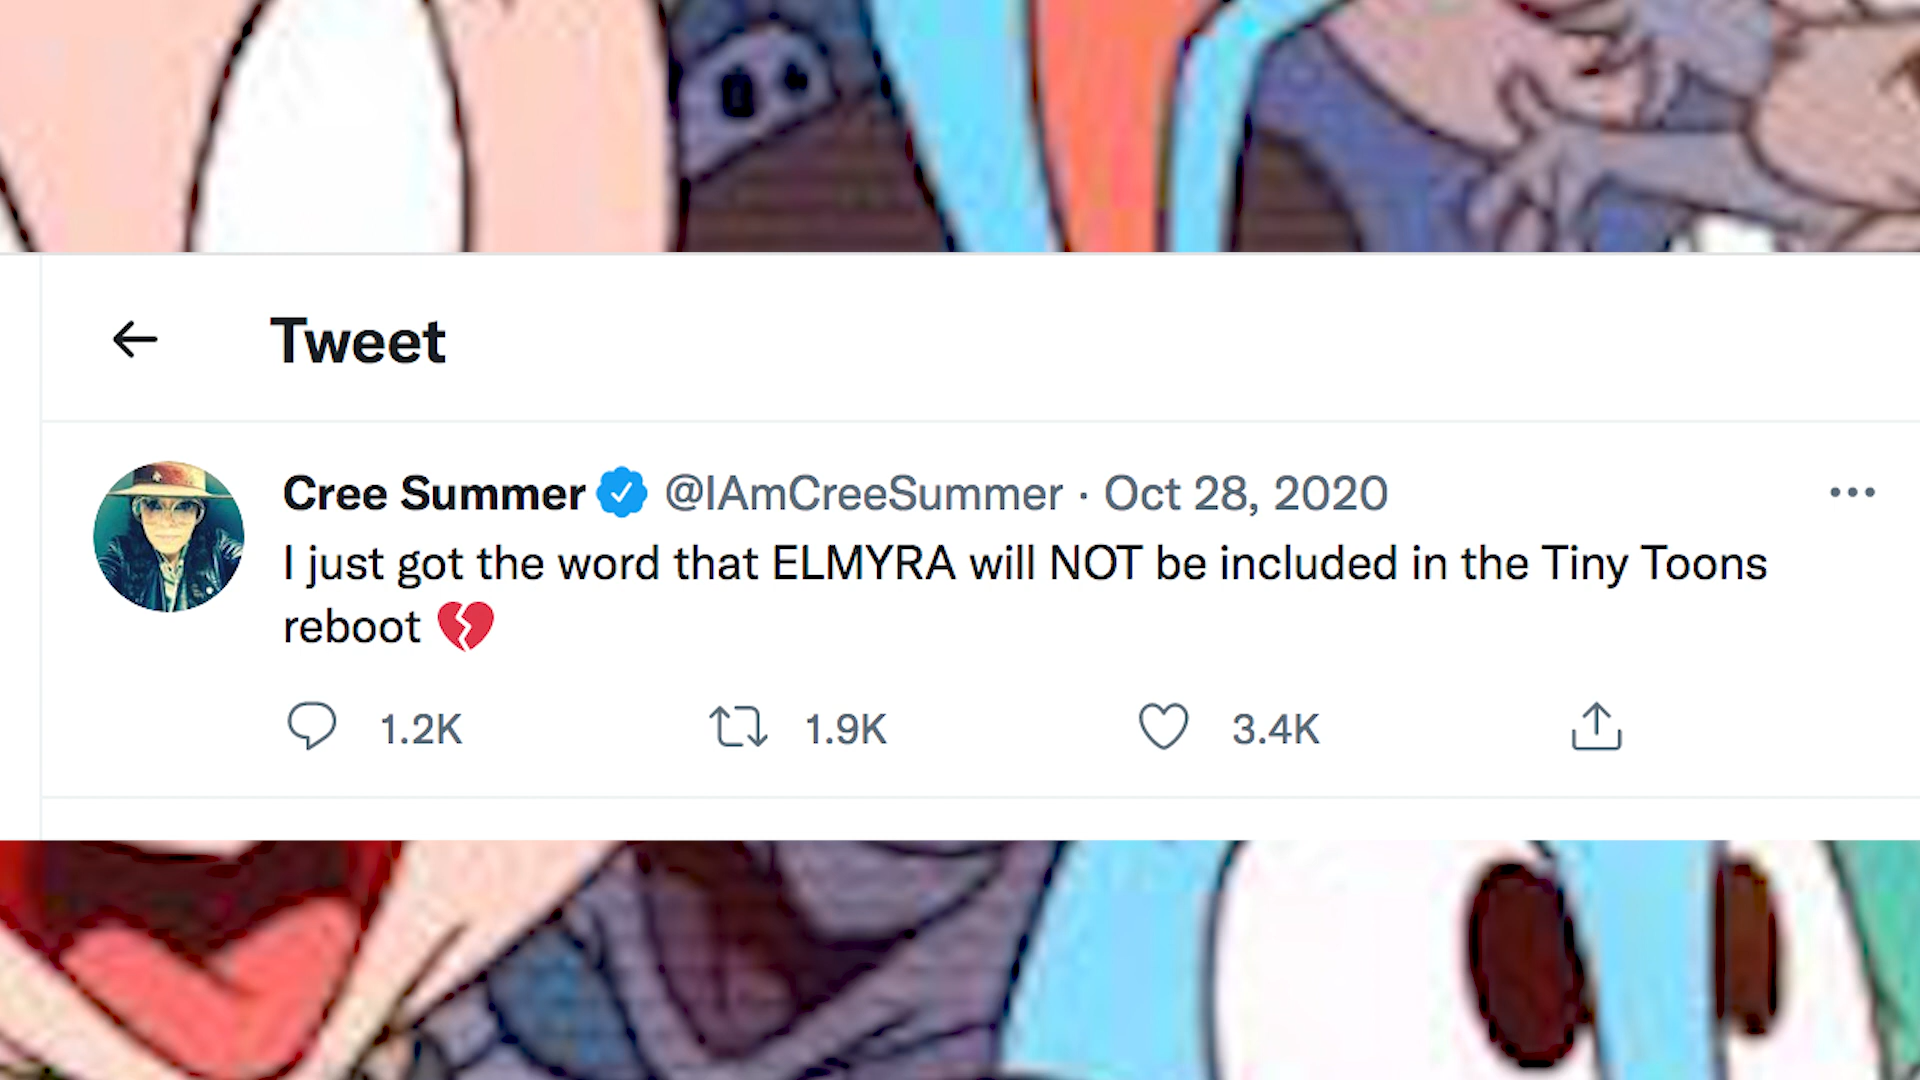 Tweet
Cree Summer @IAmCreeSummer · Oct 28, 2020
I just got the word that ELMYRA will NOT be included in the Tiny Toons
reboot 💔
1.2K 1.9K 3.4K